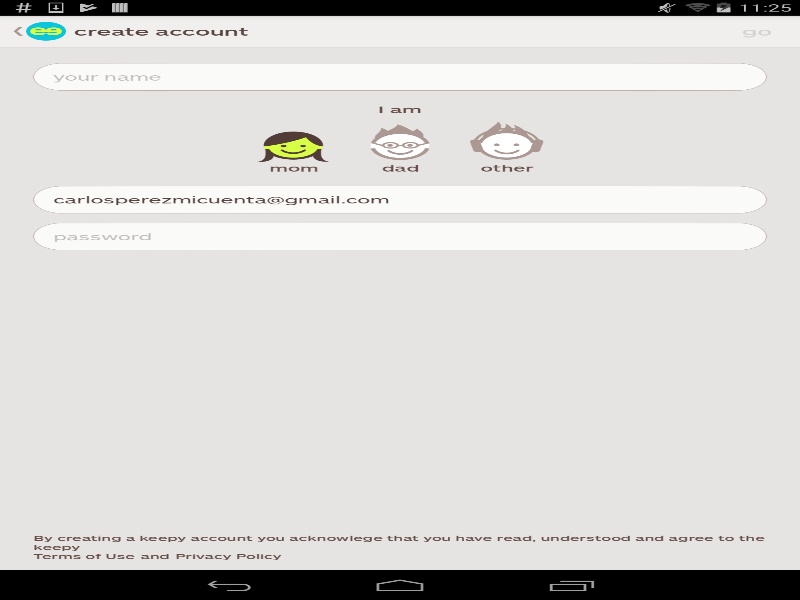 11:25
create account
go
your name
I am
mom
dad
other
carlosperezmicuenta@gmail.com
password
By creating a keepy account you acknowlege that you have read, understood and agree to the
keepy
Terms of Use and Privacy Policy